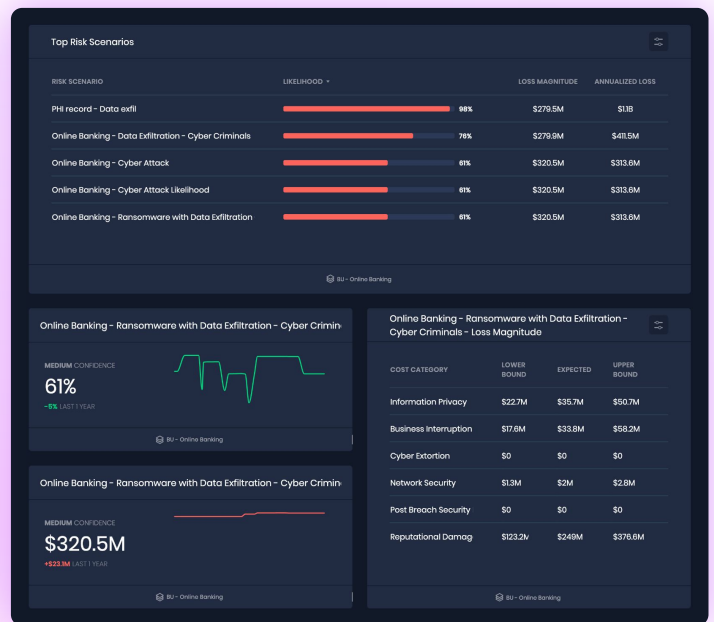 Top Risk Scenarios
RISK SCENARIO LIKELIHOOD LOSS MAGNITUDE ANNUALIZED LOSS
PHI record - Data exfil 98% $279.5M $1.1B
Online Banking - Data Exfiltration - Cyber Criminals 76% $279.9M $411.5M
Online Banking - Cyber Attack 61% $320.5M $313.6M
Online Banking - Cyber Attack Likelihood 61% $320.5M $313.6M
Online Banking - Ransomware with Data Exfiltration 61% $320.5M $313.6M
BU - Online Banking
Online Banking - Ransomware with Data Exfiltration - Cyber Crimin
MEDIUM CONFIDENCE
61%
-5% LAST 1 YEAR
BU - Online Banking
Online Banking - Ransomware with Data Exfiltration - Cyber Crimin
MEDIUM CONFIDENCE
$320.5M
+$23.1M LAST 1 YEAR
BU - Online Banking
Online Banking - Ransomware with Data Exfiltration -
Cyber Criminals - Loss Magnitude
COST CATEGORY LOWER BOUND EXPECTED UPPER BOUND
Information Privacy $22.7M $35.7M $50.7M
Business Interruption $17.6M $33.8M $58.2M
Cyber Extortion $0 $0 $0
Network Security $1.3M $2M $2.8M
Post Breach Security $0 $0 $0
Reputational Damag $123.2M $249M $376.6M
BU - Online Banking